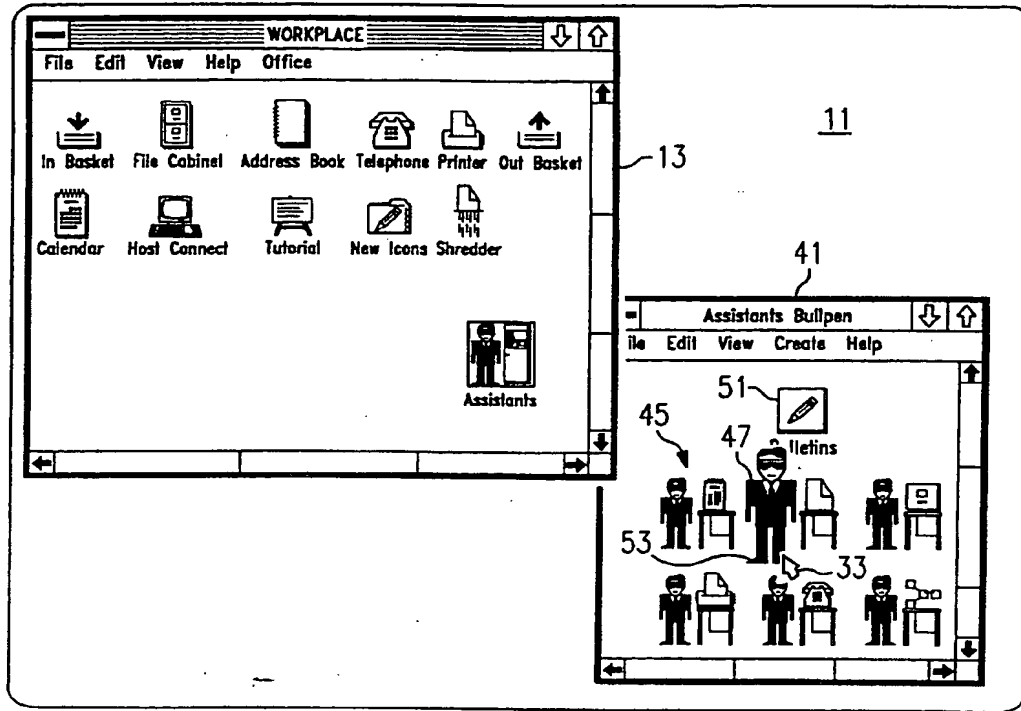 WORKPLACE
File Edit View Help Office
In Basket File Cabinet Address Book Telephone Printer Out Basket
Calendar Host Connect Tutorial New Icons Shredder
Assistants
11
13
41
Assistants Bullpen
ile Edit View Create Help
51
lletins
45
47
53
33